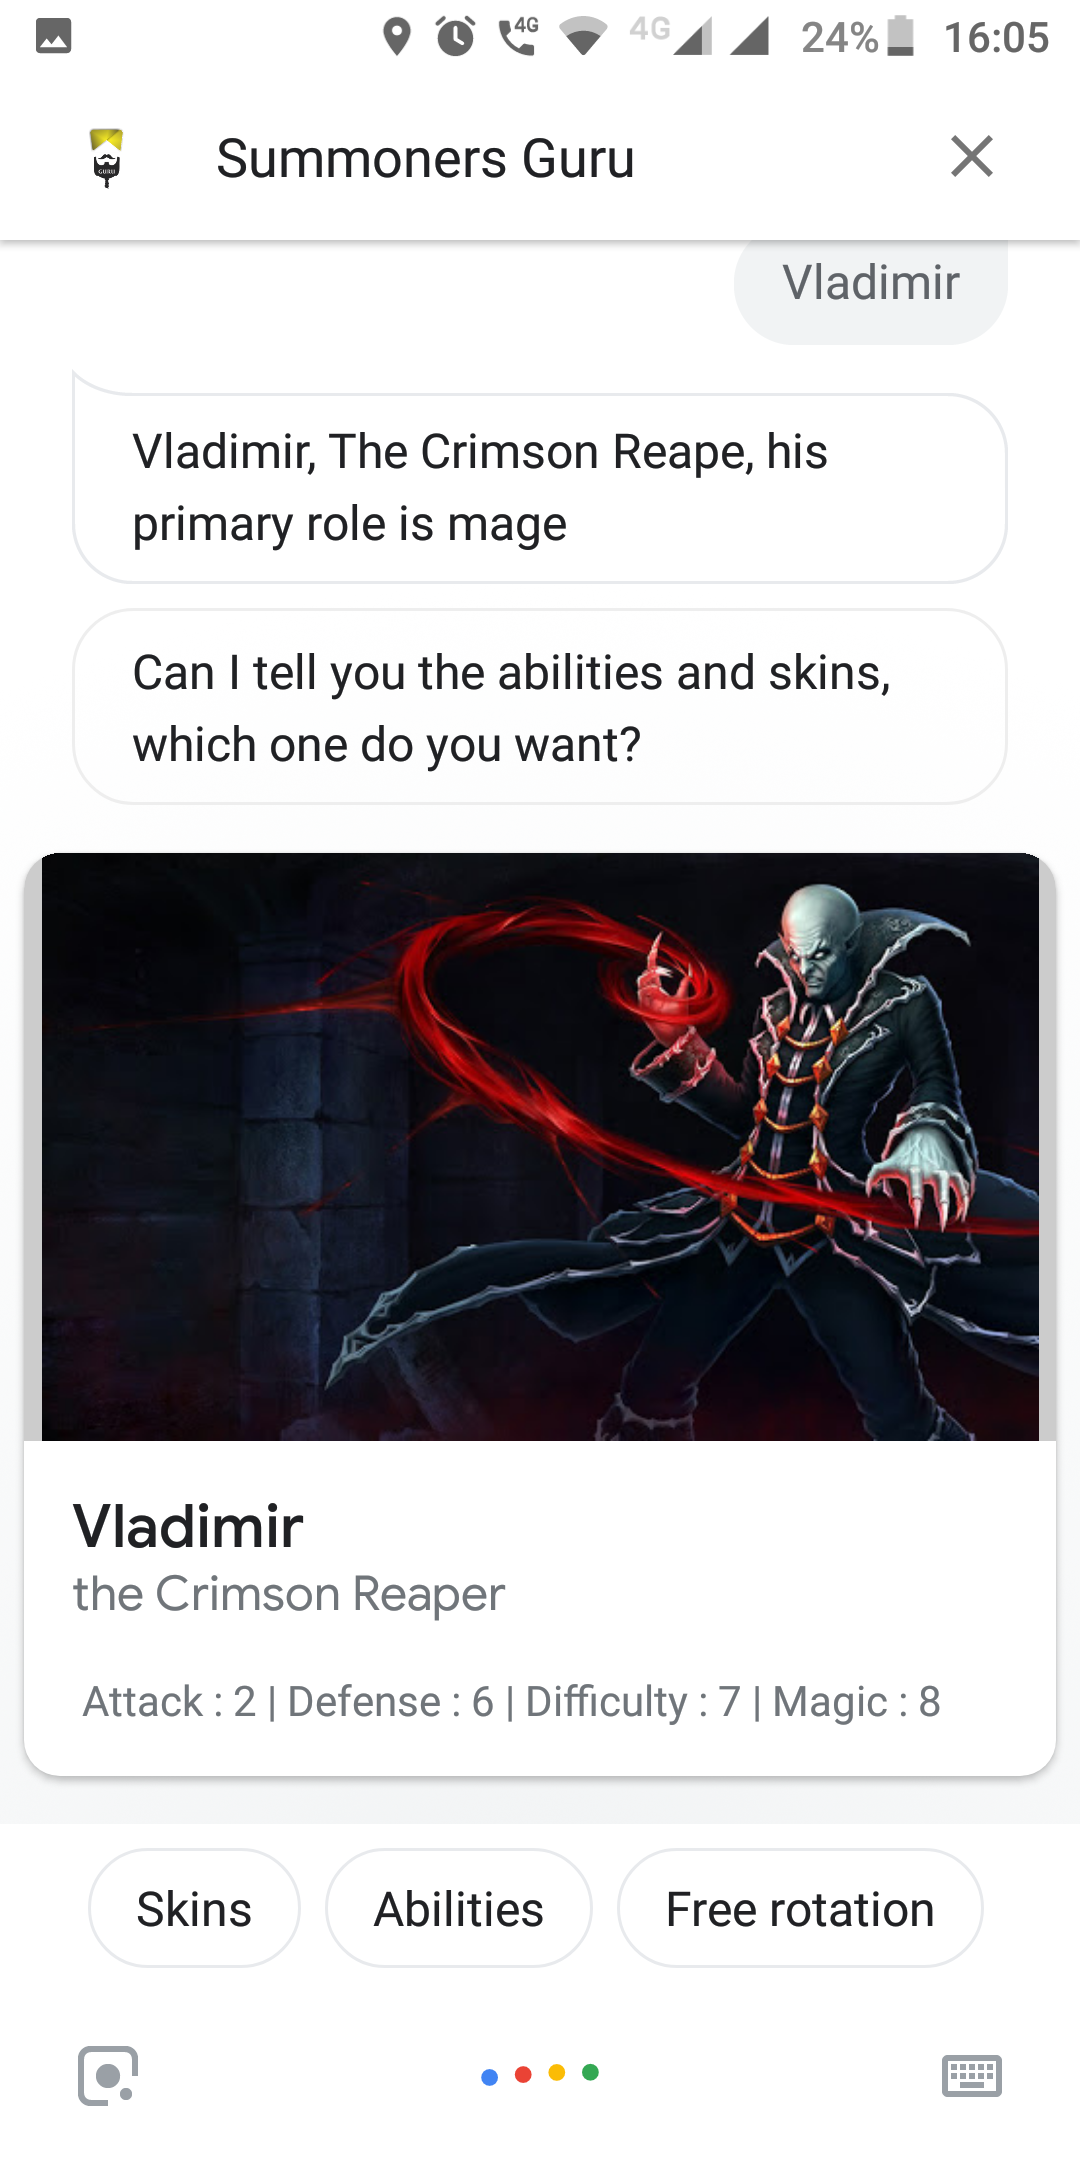 4G 4G 24% 16:05
GURU
Summoners Guru
Vladimir
Vladimir, The Crimson Reape, his
primary role is mage
Can I tell you the abilities and skins,
which one do you want?
Vladimir
the Crimson Reaper
Attack : 2 | Defense : 6 | Difficulty : 7 | Magic : 8
Skins Abilities Free rotation